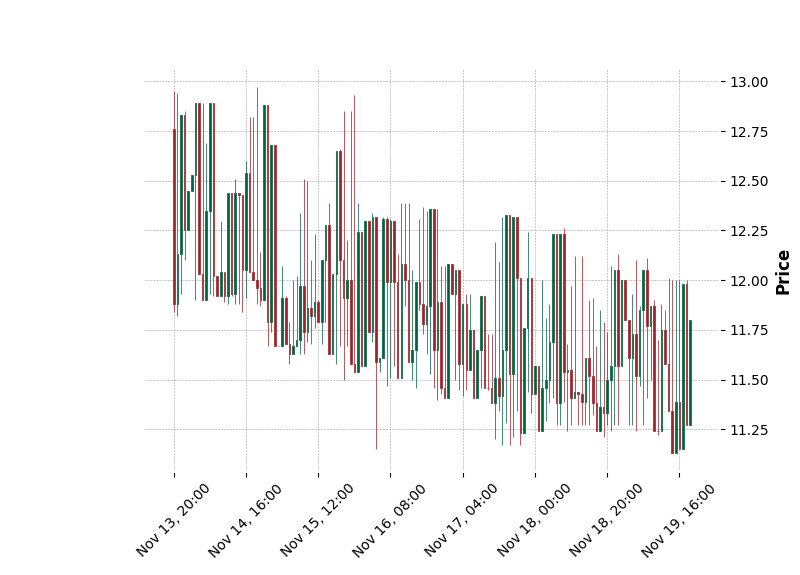 13.00
12.75
12.50
12.25
12.00
11.75
11.50
11.25
Price
Nov 13, 20:00
Nov 14, 16:00
Nov 15, 12:00
Nov 16, 08:00
Nov 17, 04:00
Nov 18, 00:00
Nov 18, 20:00
Nov 19, 16:00